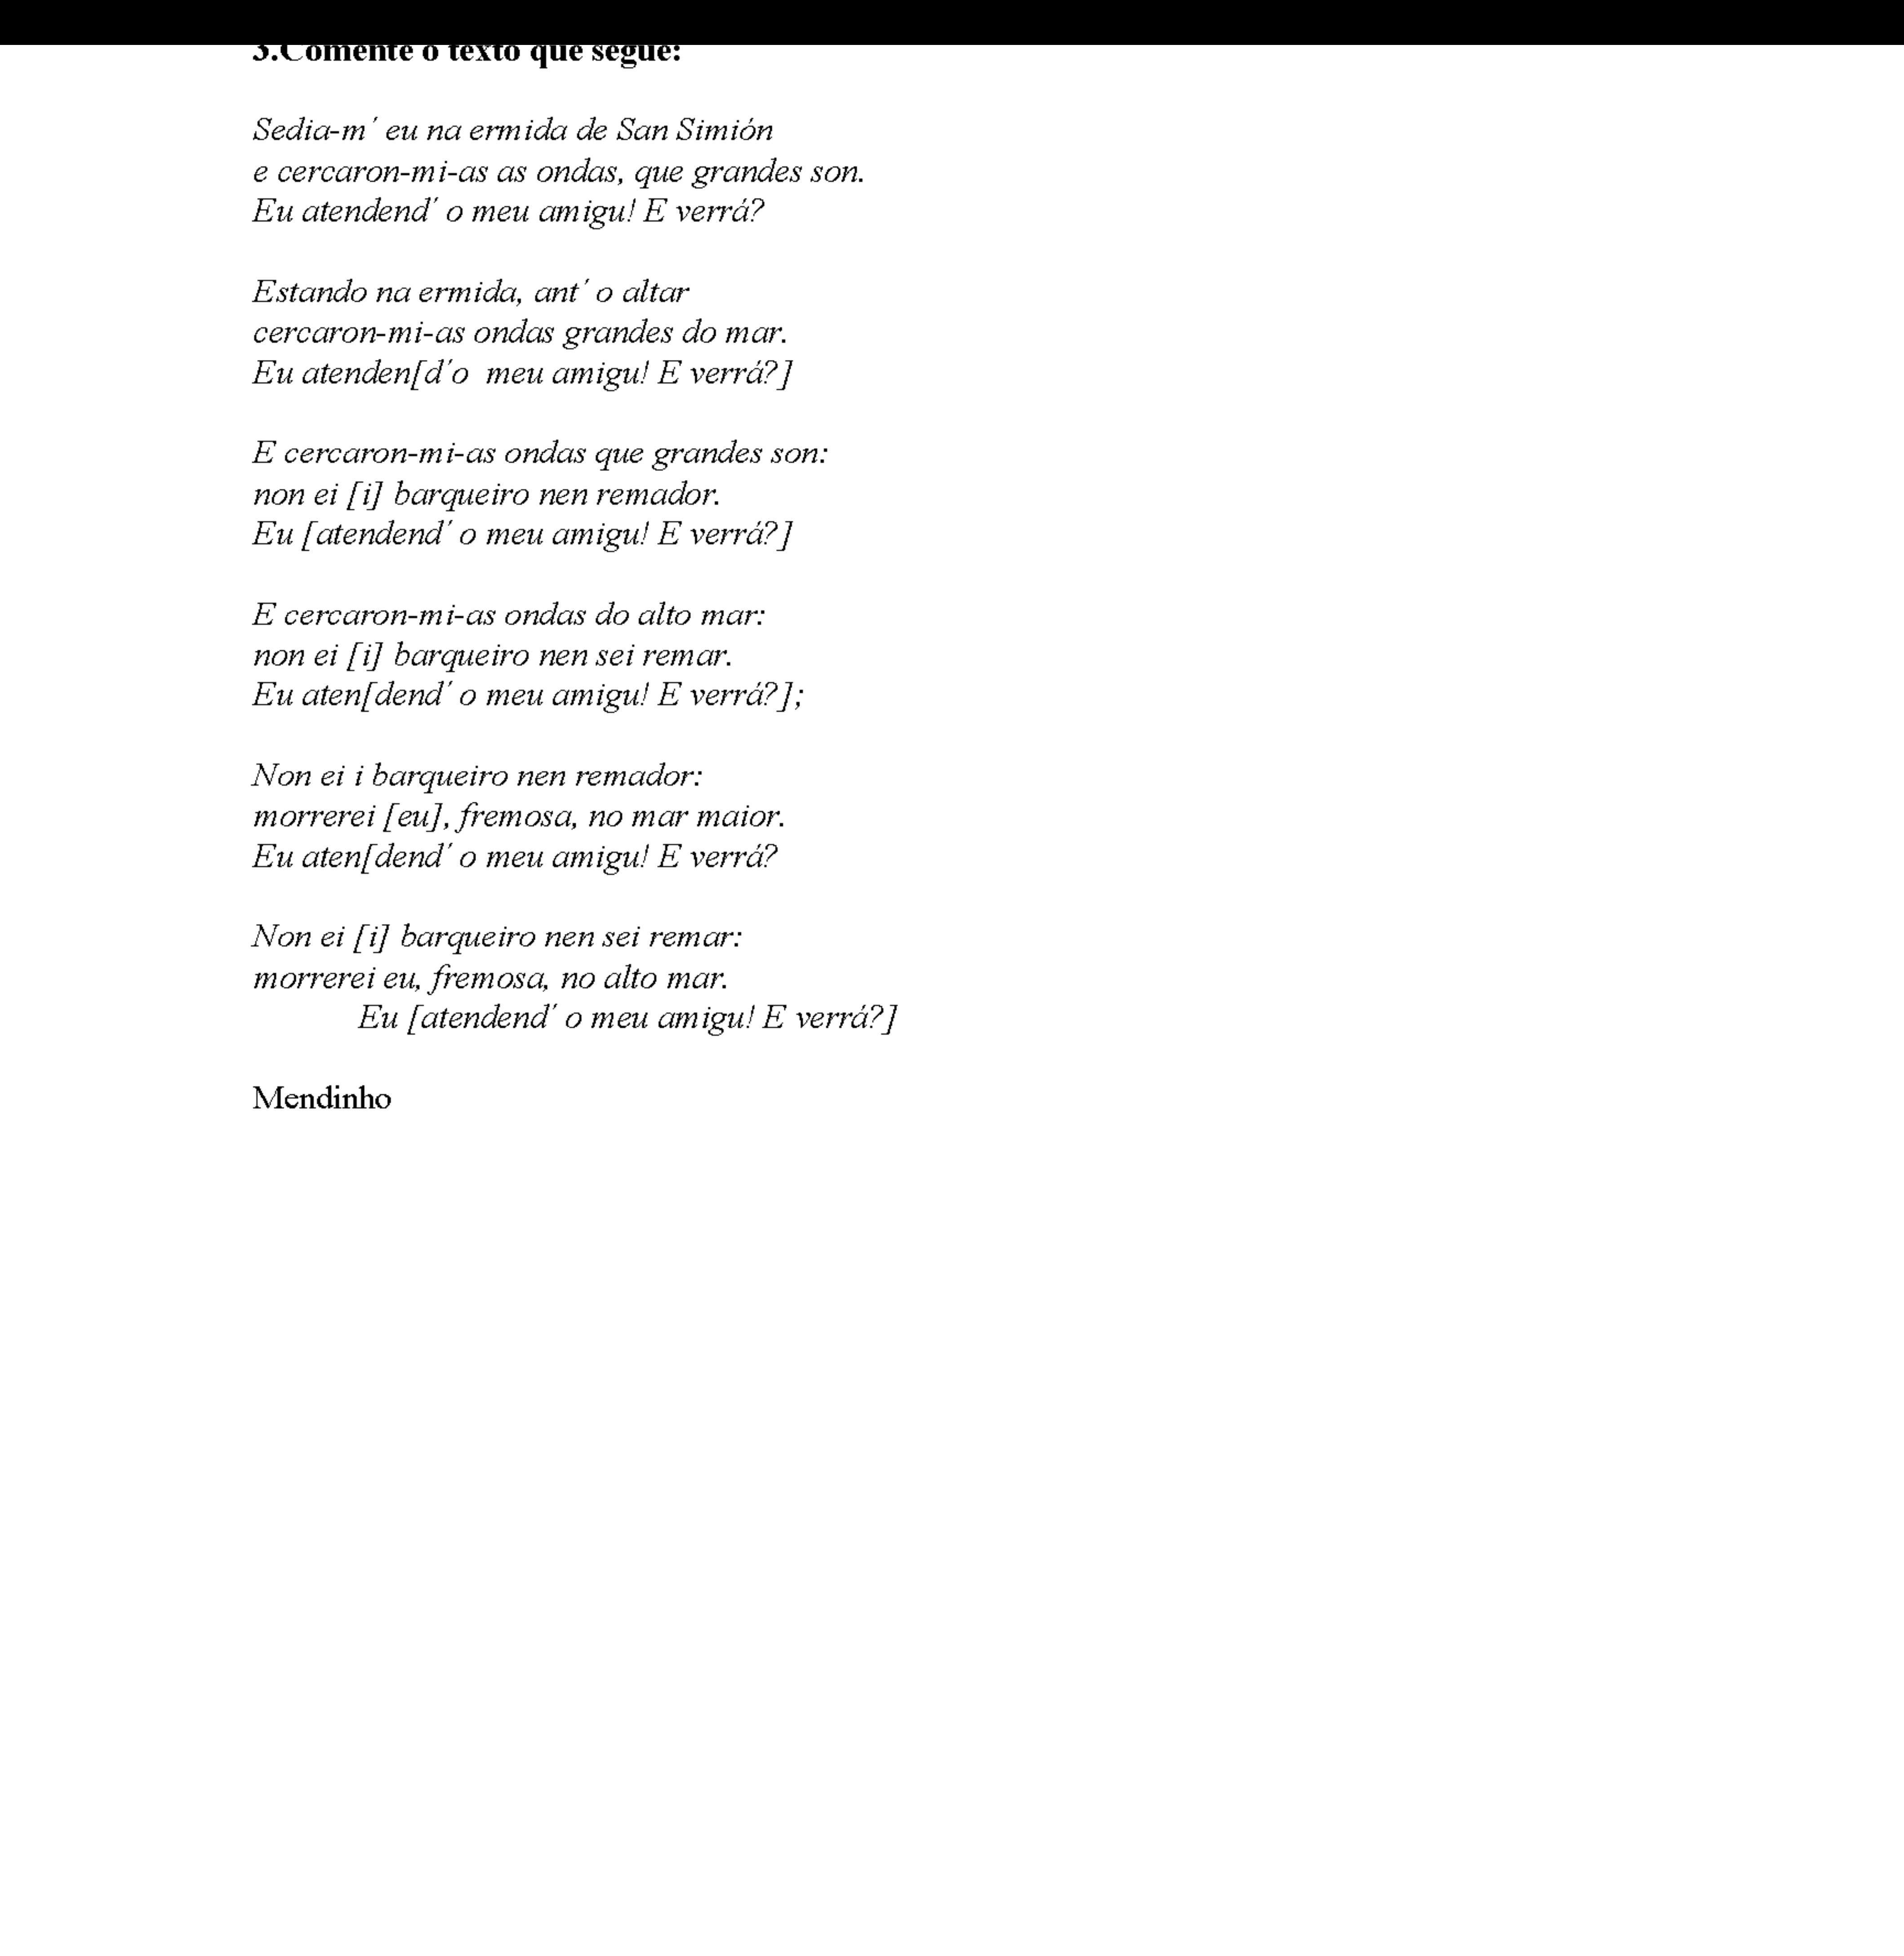 3.Comente o texto que segue:
Sedia-m´ eu na ermida de San Simión
e cercaron-mi-as as ondas, que grandes son.
Eu atendend´ o meu amigu! E verrá?
Estando na ermida, ant´ o altar
cercaron-mi-as ondas grandes do mar.
Eu atenden[d´o meu amigu! E verrá?]
E cercaron-mi-as ondas que grandes son:
non ei [i] barqueiro nen remador.
Eu [atendend´ o meu amigu! E verrá?]
E cercaron-mi-as ondas do alto mar:
non ei [i] barqueiro nen sei remar.
Eu aten[dend´ o meu amigu! E verrá?];
Non ei i barqueiro nen remador:
morrerei [eu], fremosa, no mar maior.
Eu aten[dend´ o meu amigu! E verrá?
Non ei [i] barqueiro nen sei remar:
morrerei eu, fremosa, no alto mar.
Eu [atendend´ o meu amigu! E verrá?]
Mendinho